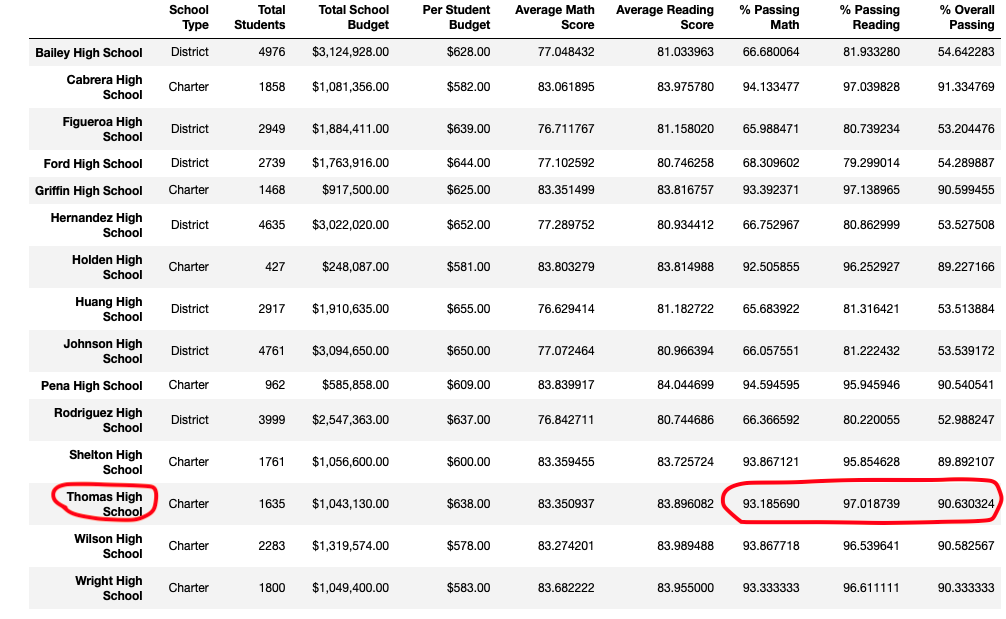 School Type Total Students Total School Budget Per Student Budget Average Math Score Average Reading Score % Passing Math % Passing Reading % Overall Passing
Bailey High School District 4976 $3,124,928.00 $628.00 77.048432 81.033963 66.680064 81.933280 54.642283
Cabrera High School Charter 1858 $1,081,356.00 $582.00 83.061895 83.975780 94.133477 97.039828 91.334769
Figueroa High School District 2949 $1,884,411.00 $639.00 76.711767 81.158020 65.988471 80.739234 53.204476
Ford High School District 2739 $1,763,916.00 $644.00 77.102592 80.746258 68.309602 79.299014 54.289887
Griffin High School Charter 1468 $917,500.00 $625.00 83.351499 83.816757 93.392371 97.138965 90.599455
Hernandez High School District 4635 $3,022,020.00 $652.00 77.289752 80.934412 66.752967 80.862999 53.527508
Holden High School Charter 427 $248,087.00 $581.00 83.803279 83.814988 92.505855 96.252927 89.227166
Huang High School District 2917 $1,910,635.00 $655.00 76.629414 81.182722 65.683922 81.316421 53.513884
Johnson High School District 4761 $3,094,650.00 $650.00 77.072464 80.966394 66.057551 81.222432 53.539172
Pena High School Charter 962 $585,858.00 $609.00 83.839917 84.044699 94.594595 95.945946 90.540541
Rodriguez High School District 3999 $2,547,363.00 $637.00 76.842711 80.744686 66.366592 80.220055 52.988247
Shelton High School Charter 1761 $1,056,600.00 $600.00 83.359455 83.725724 93.867121 95.854628 89.892107
Thomas High School Charter 1635 $1,043,130.00 $638.00 83.350937 83.896082 93.185690 97.018739 90.630324
Wilson High School Charter 2283 $1,319,574.00 $578.00 83.274201 83.989488 93.867718 96.539641 90.582567
Wright High School Charter 1800 $1,049,400.00 $583.00 83.682222 83.955000 93.333333 96.611111 90.333333